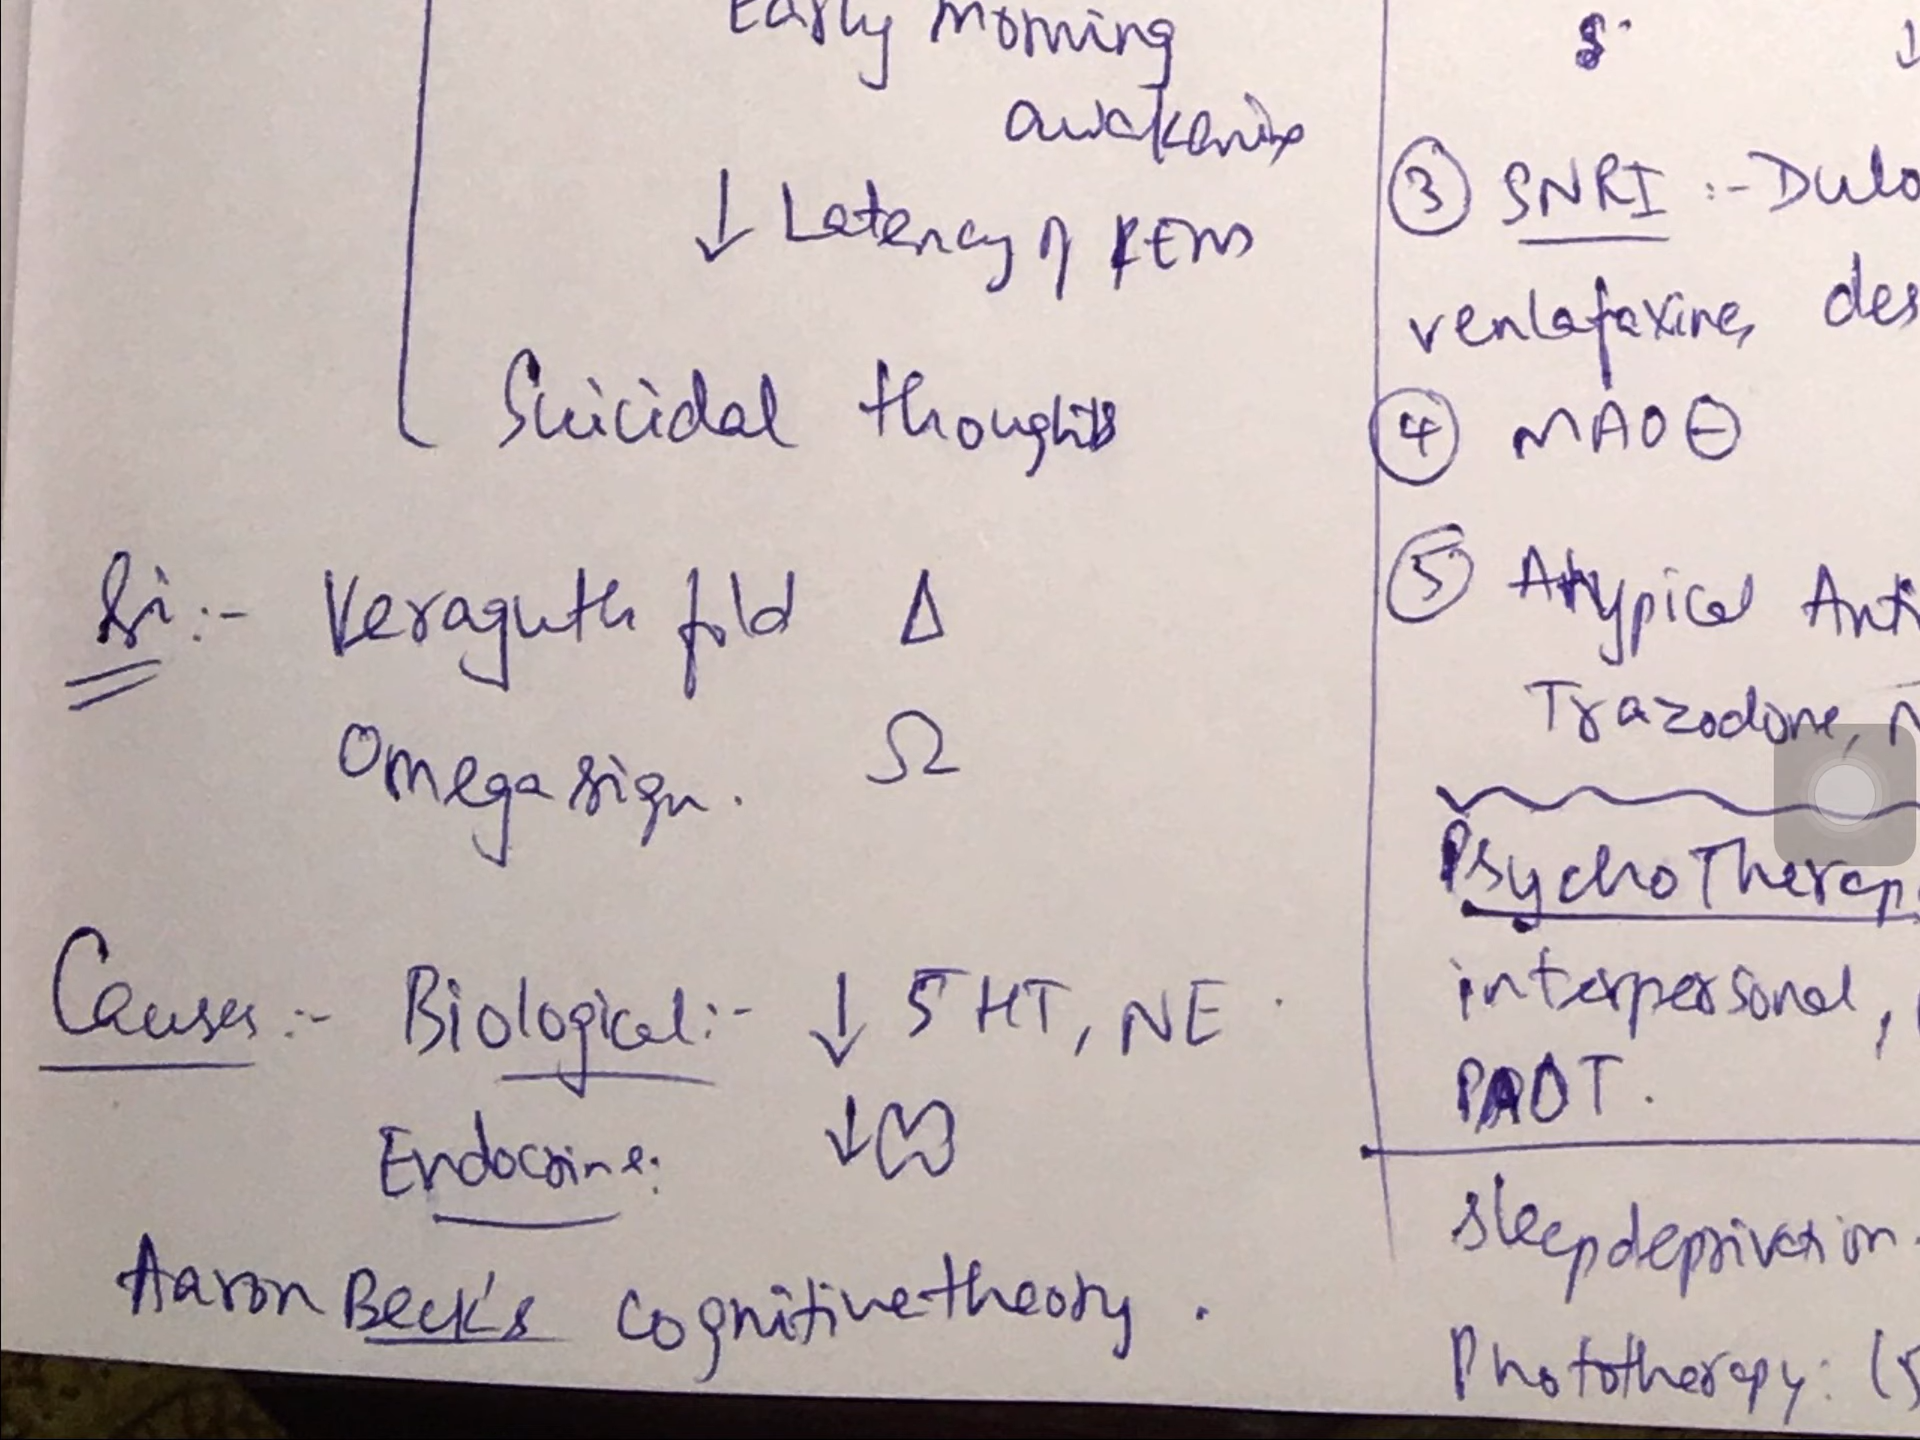 Early morning
awakening
↓ Latency of REM
Suicidal thoughts
Si:- Veraguth fold Δ
Omega sign. Ω
Causes:- Biological:- ↓ 5HT, NE
Endocrine: ↓
Aaron Beck's cognitive theory.
S.
③ SNRI :- Dulo
venlafaxine, des
④ MAO ⊖
⑤ Atypical Anti
Trazodone, N
PsychoTherap
interpersonal,
sleep deprivation.
Phototherapy: (5